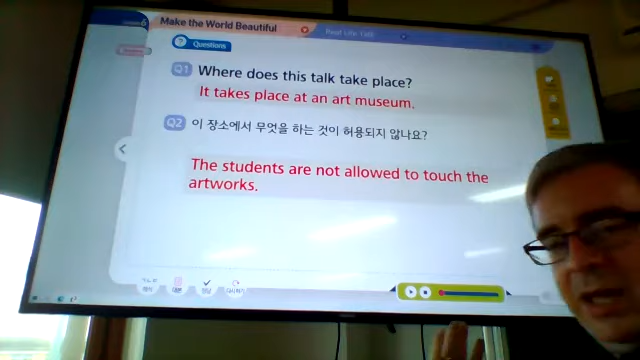 Lesson 6
Make the World Beautiful
Real Life Talk
Questions
Q1 Where does this talk take place?
It takes place at an art museum.
Q2 이 장소에서 무엇을 하는 것이 허용되지 않나요?
The students are not allowed to touch the
artworks.